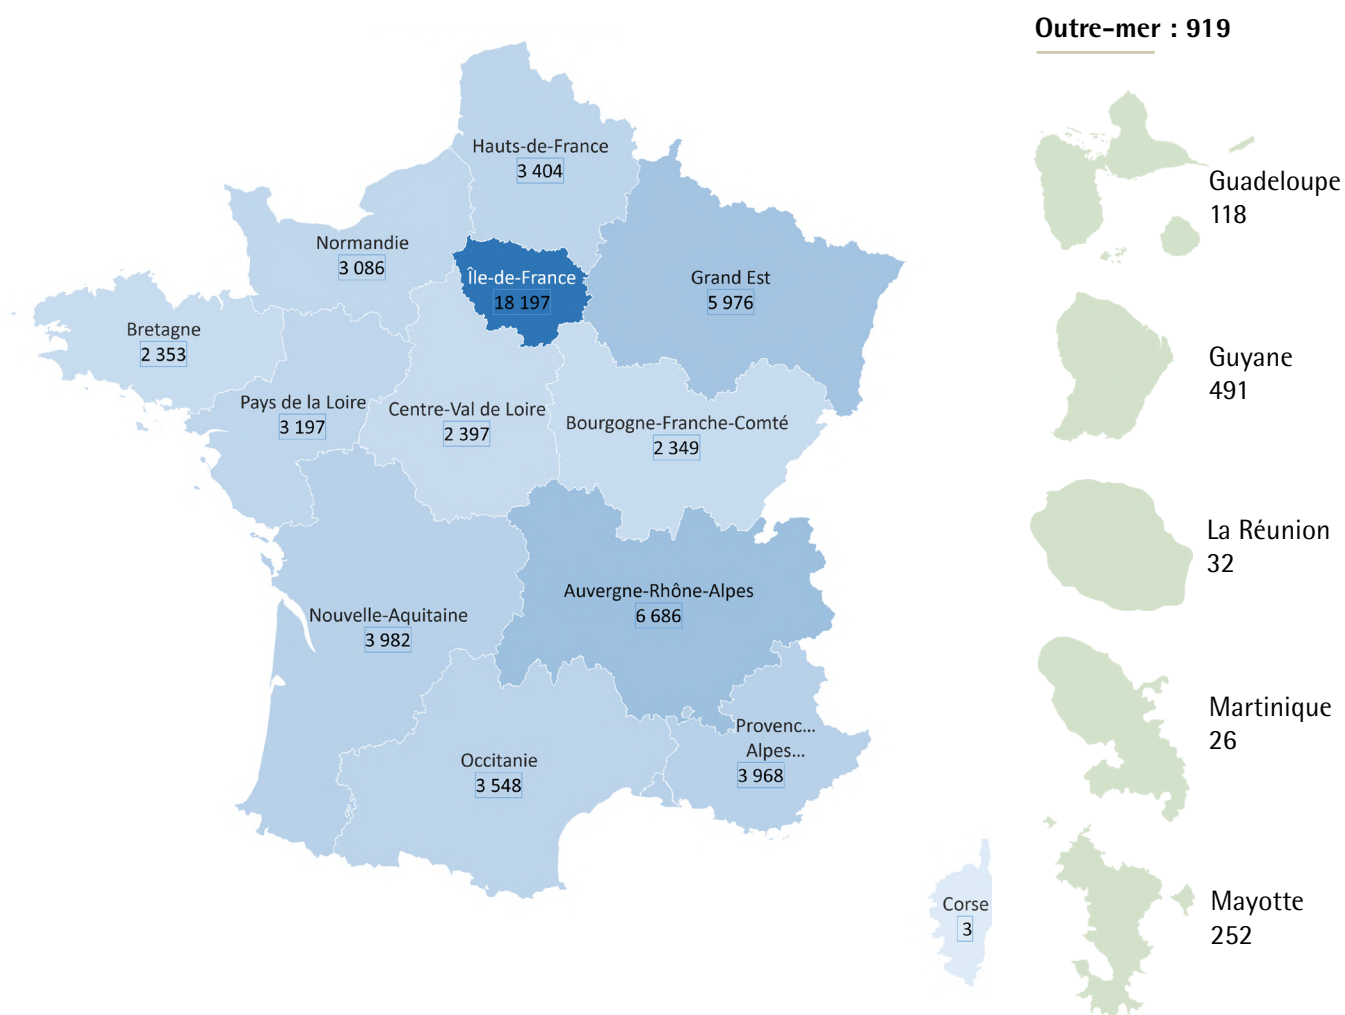 Outre-mer : 919
Hauts-de-France
3 404
Normandie
3 086
Île-de-France
18 197
Grand Est
5 976
Bretagne
2 353
Pays de la Loire
3 197
Centre-Val de Loire
2 397
Bourgogne-Franche-Comté
2 349
Nouvelle-Aquitaine
3 982
Auvergne-Rhône-Alpes
6 686
Occitanie
3 548
Provenc...
Alpes...
3 968
Corse
3
Guadeloupe
118
Guyane
491
La Réunion
32
Martinique
26
Mayotte
252